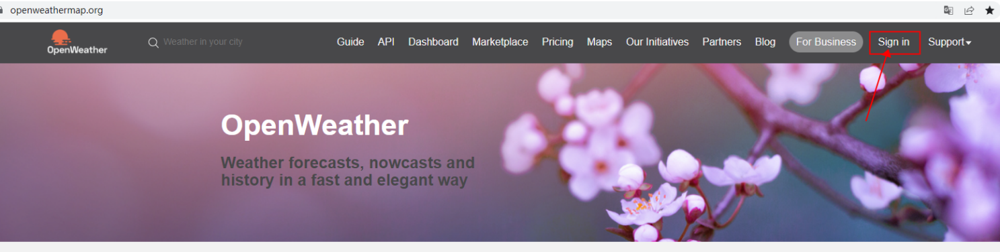 openweathermap.org
OpenWeather
Weather in your city
Guide API Dashboard Marketplace Pricing Maps Our Initiatives Partners Blog For Business Sign in Support
OpenWeather
Weather forecasts, nowcasts and
history in a fast and elegant way